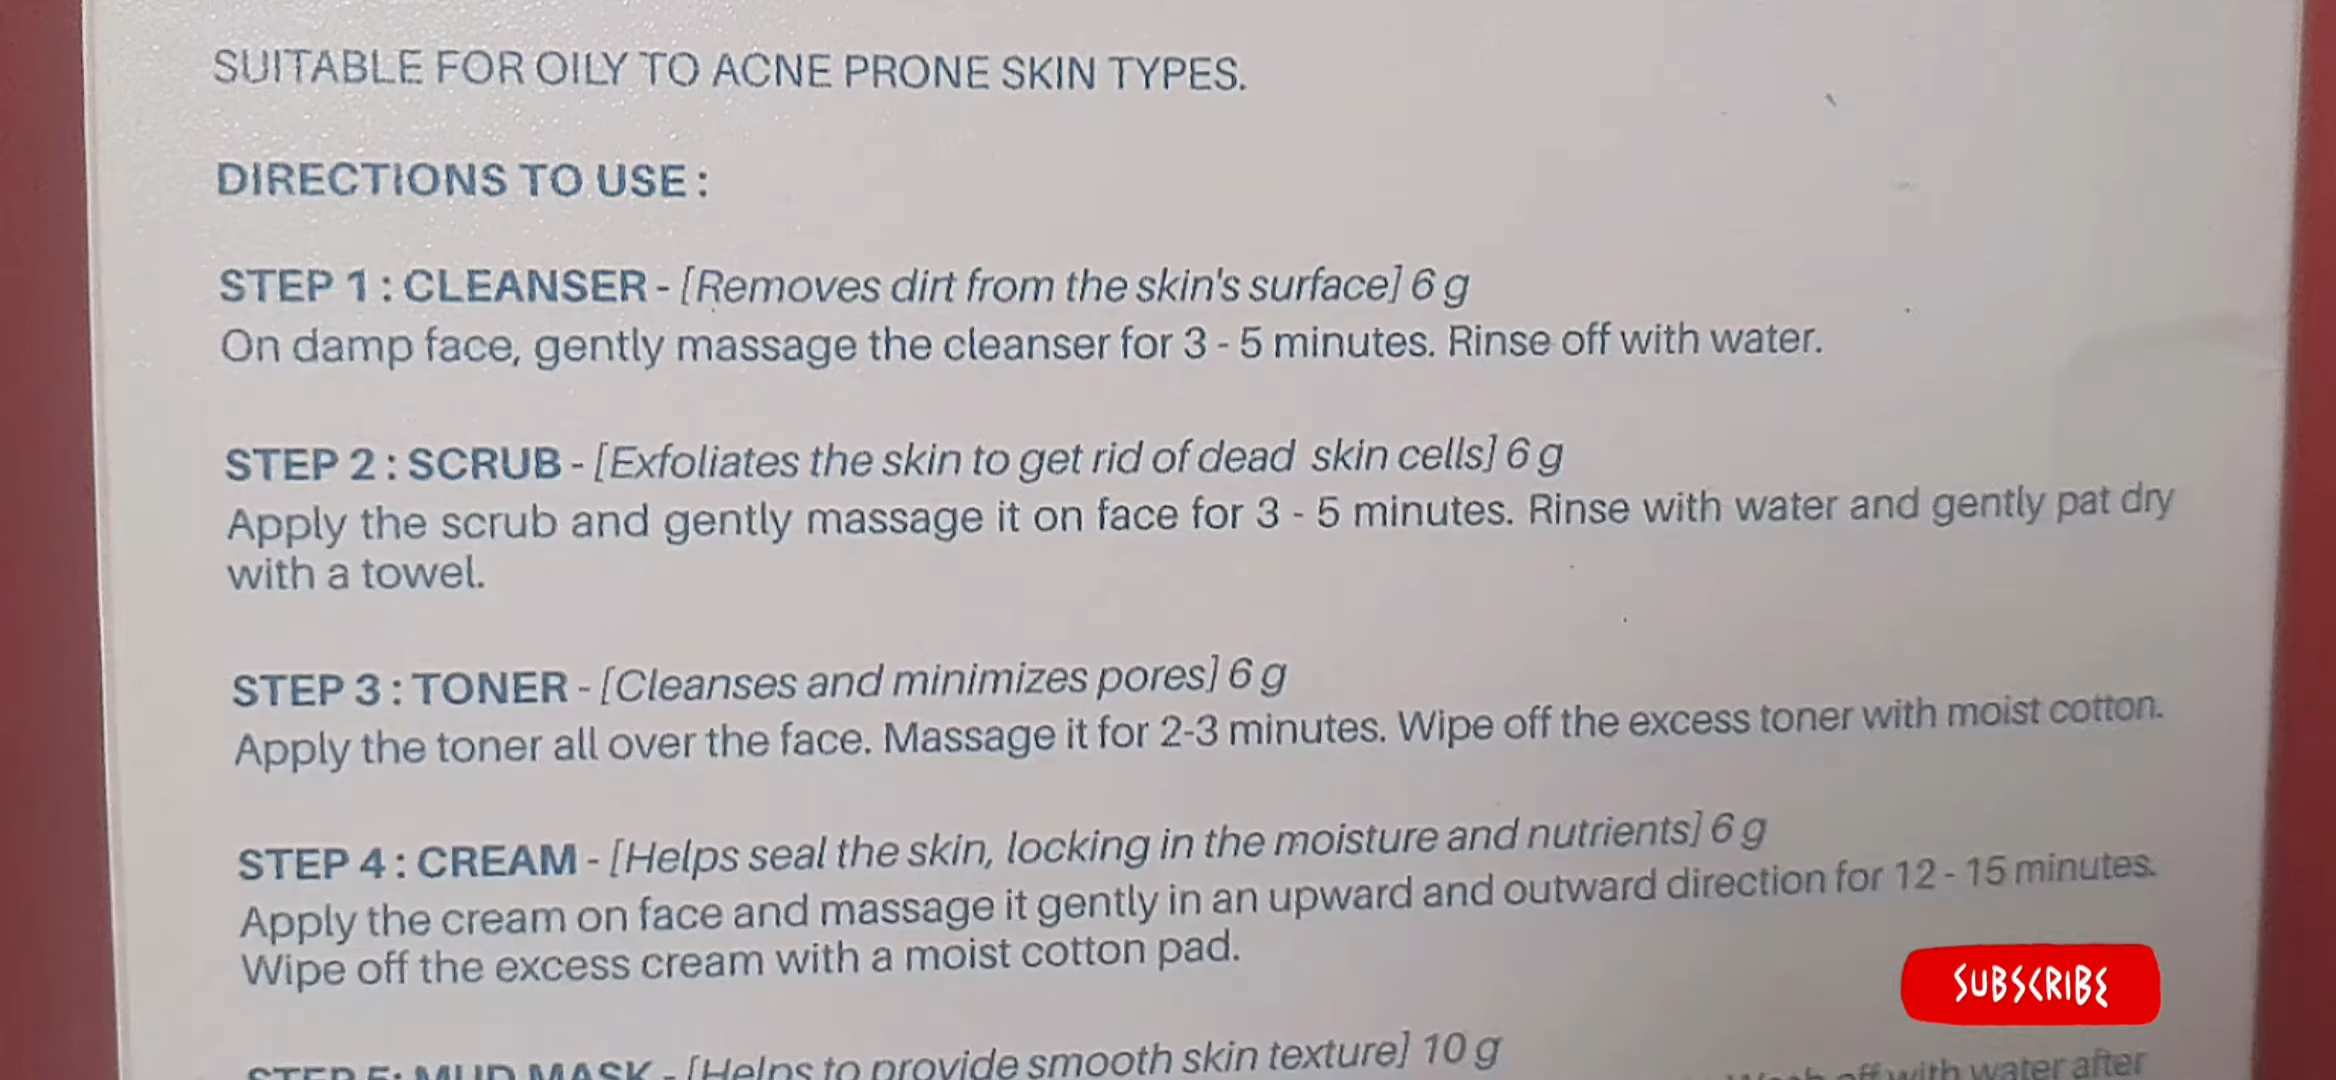 SUITABLE FOR OILY TO ACNE PRONE SKIN TYPES.
DIRECTIONS TO USE :
STEP 1 : CLEANSER - [Removes dirt from the skin's surface] 6 g
On damp face, gently massage the cleanser for 3 - 5 minutes. Rinse off with water.
STEP 2 : SCRUB - [Exfoliates the skin to get rid of dead skin cells] 6 g
Apply the scrub and gently massage it on face for 3 - 5 minutes. Rinse with water and gently pat dry
with a towel.
STEP 3 : TONER - [Cleanses and minimizes pores] 6 g
Apply the toner all over the face. Massage it for 2-3 minutes. Wipe off the excess toner with moist cotton.
STEP 4 : CREAM - [Helps seal the skin, locking in the moisture and nutrients] 6 g
Apply the cream on face and massage it gently in an upward and outward direction for 12 - 15 minutes.
Wipe off the excess cream with a moist cotton pad.
SUBSCRIBE
STEP 5: MUD MASK - [Helps to provide smooth skin texture] 10 g
off with water after